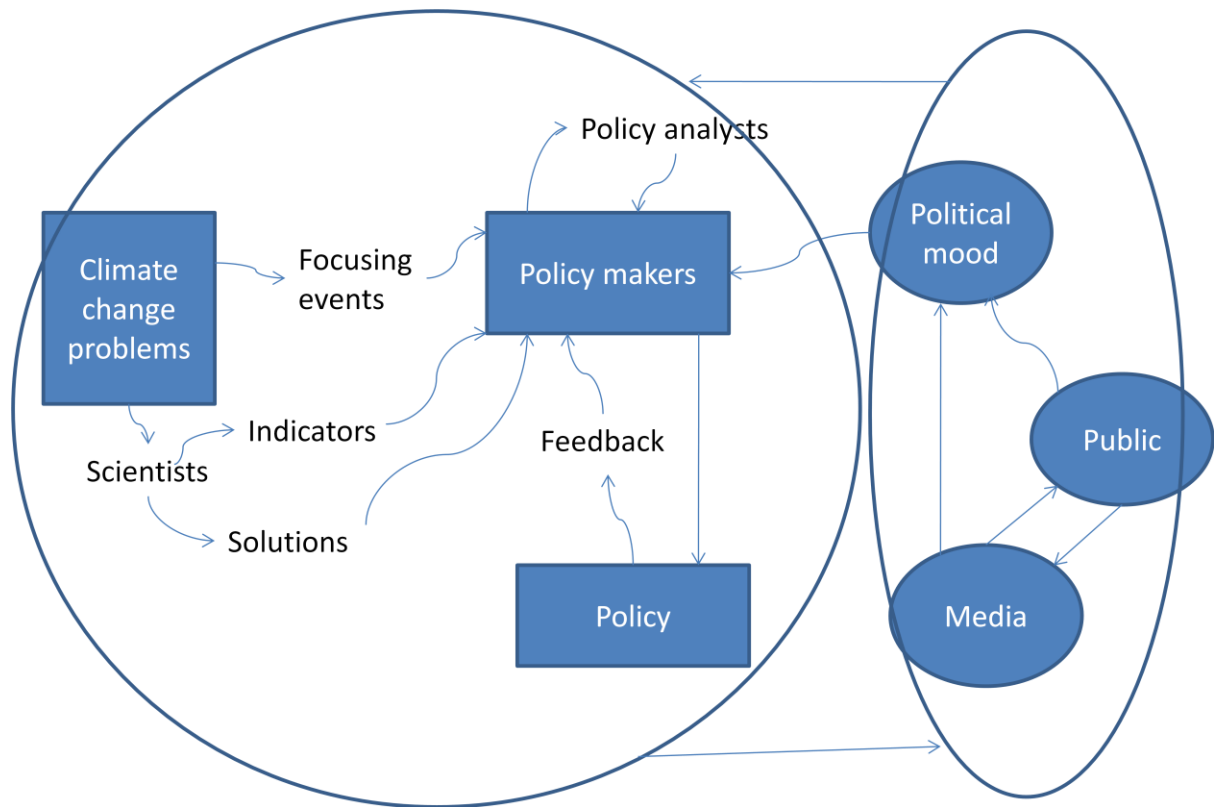 Policy analysts
Climate
change
problems
Focusing
events
Policy makers
Political
mood
Indicators
Scientists
Feedback
Public
Solutions
Policy
Media